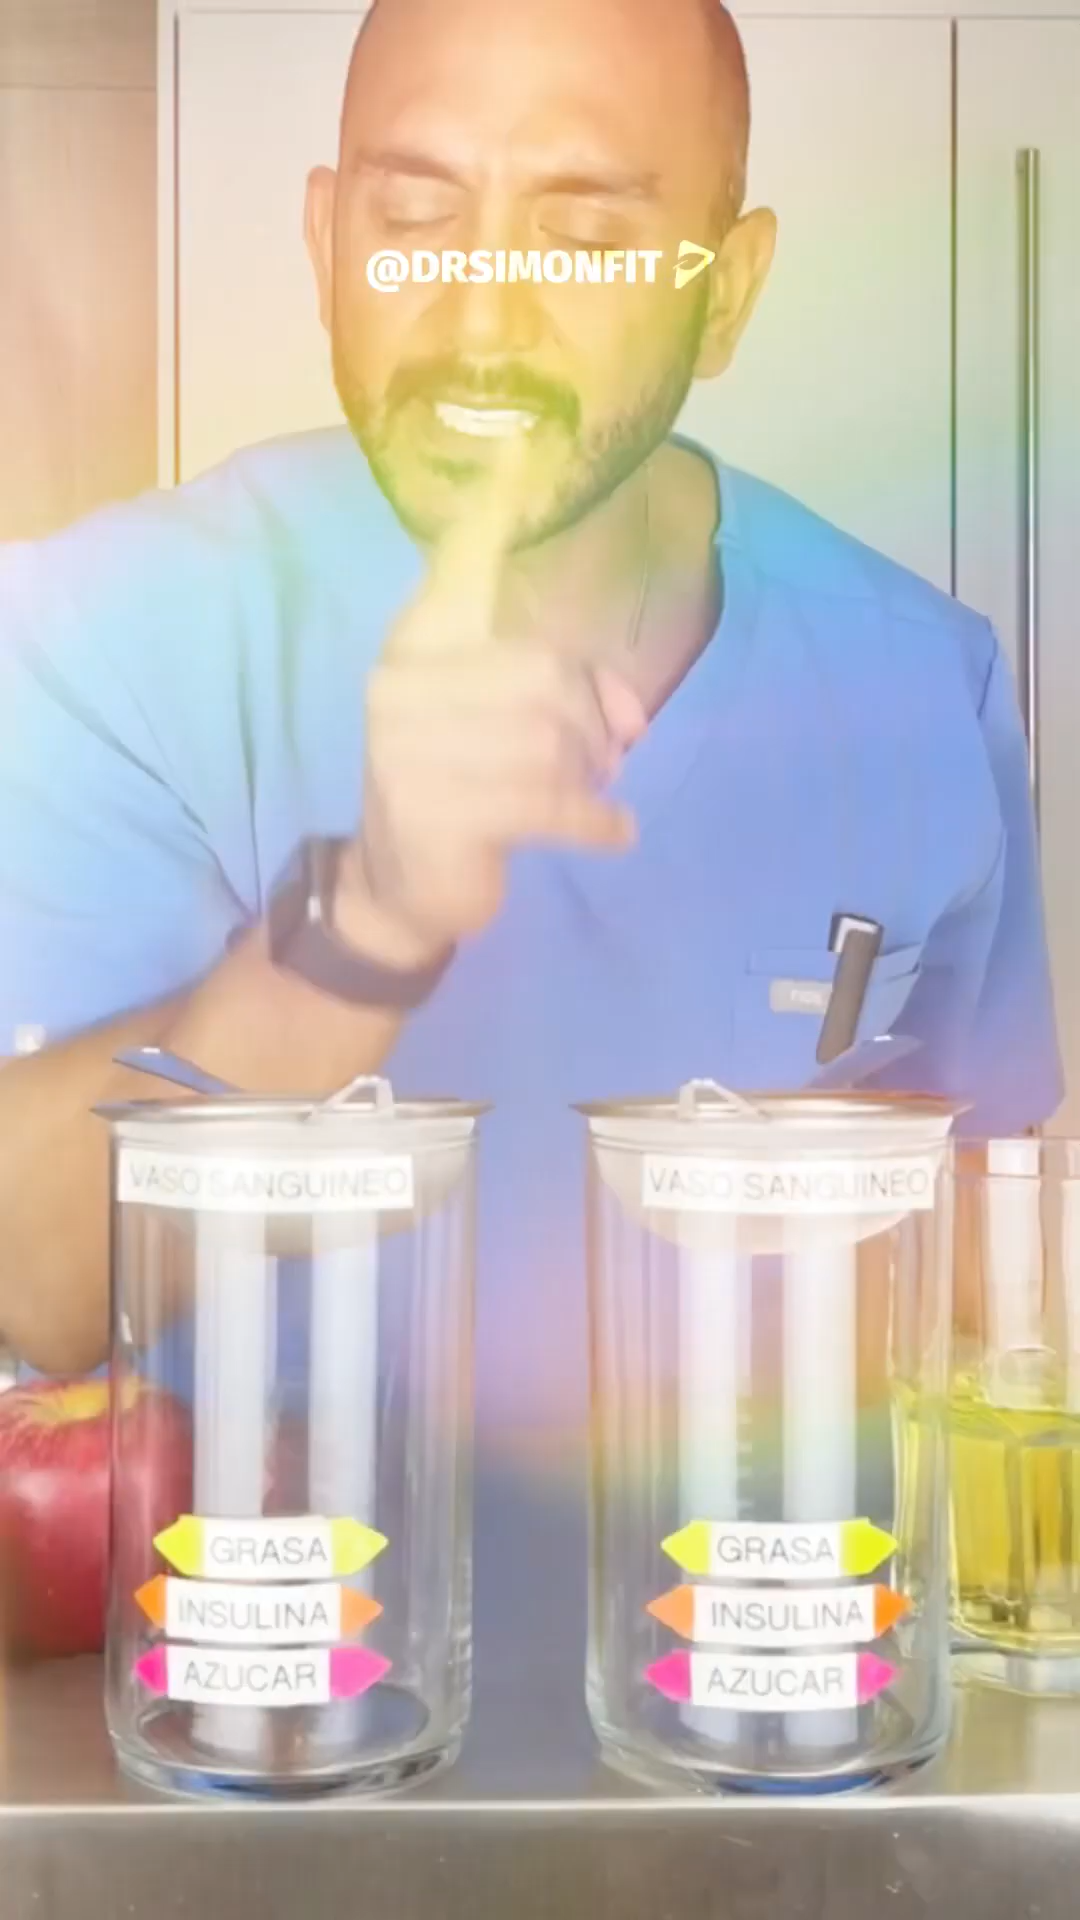 @DRSIMONFIT
VASO SANGUINEO
VASO SANGUINEO
GRASA
INSULINA
AZUCAR
GRASA
INSULINA
AZUCAR